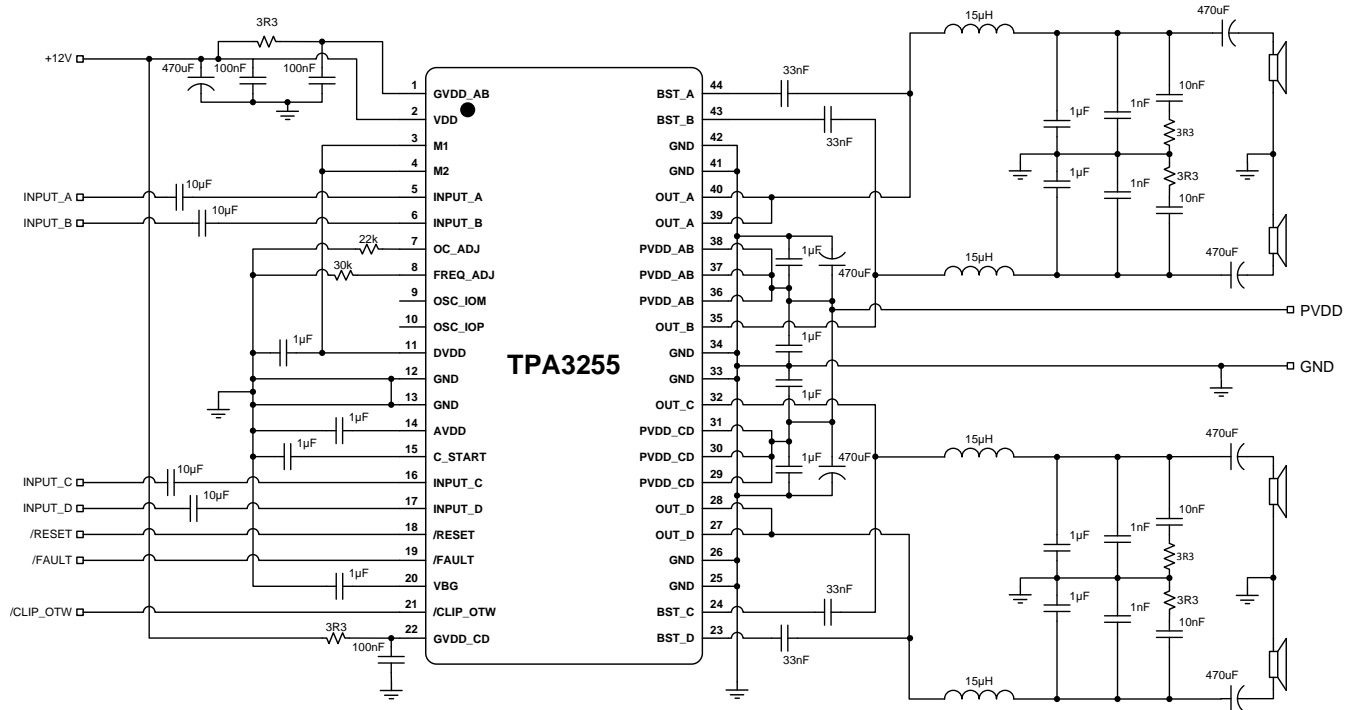 +12V
3R3
470uF
100nF
100nF
INPUT_A
10µF
INPUT_B
10µF
22k
30k
1µF
1µF
1µF
INPUT_C
10µF
INPUT_D
10µF
/RESET
/FAULT
1µF
/CLIP_OTW
3R3
100nF
TPA3255
1
GVDD_AB
2
VDD
3
M1
4
M2
5
INPUT_A
6
INPUT_B
7
OC_ADJ
8
FREQ_ADJ
9
OSC_IOM
10
OSC_IOP
11
DVDD
12
GND
13
GND
14
AVDD
15
C_START
16
INPUT_C
17
INPUT_D
18
/RESET
19
/FAULT
20
VBG
21
/CLIP_OTW
22
GVDD_CD
BST_A
44
BST_B
43
GND
42
GND
41
OUT_A
40
OUT_A
39
PVDD_AB
38
PVDD_AB
37
PVDD_AB
36
OUT_B
35
GND
34
GND
33
OUT_C
32
PVDD_CD
31
PVDD_CD
30
PVDD_CD
29
OUT_D
28
OUT_D
27
GND
26
GND
25
BST_C
24
BST_D
23
33nF
33nF
1µF
470uF
1µF
1µF
1µF
470uF
33nF
33nF
15µH
470uF
1µF
1nF
10nF
3R3
1µF
1nF
3R3
10nF
15µH
470uF
PVDD
GND
15µH
470uF
1µF
1nF
10nF
3R3
1µF
1nF
3R3
10nF
15µH
470uF